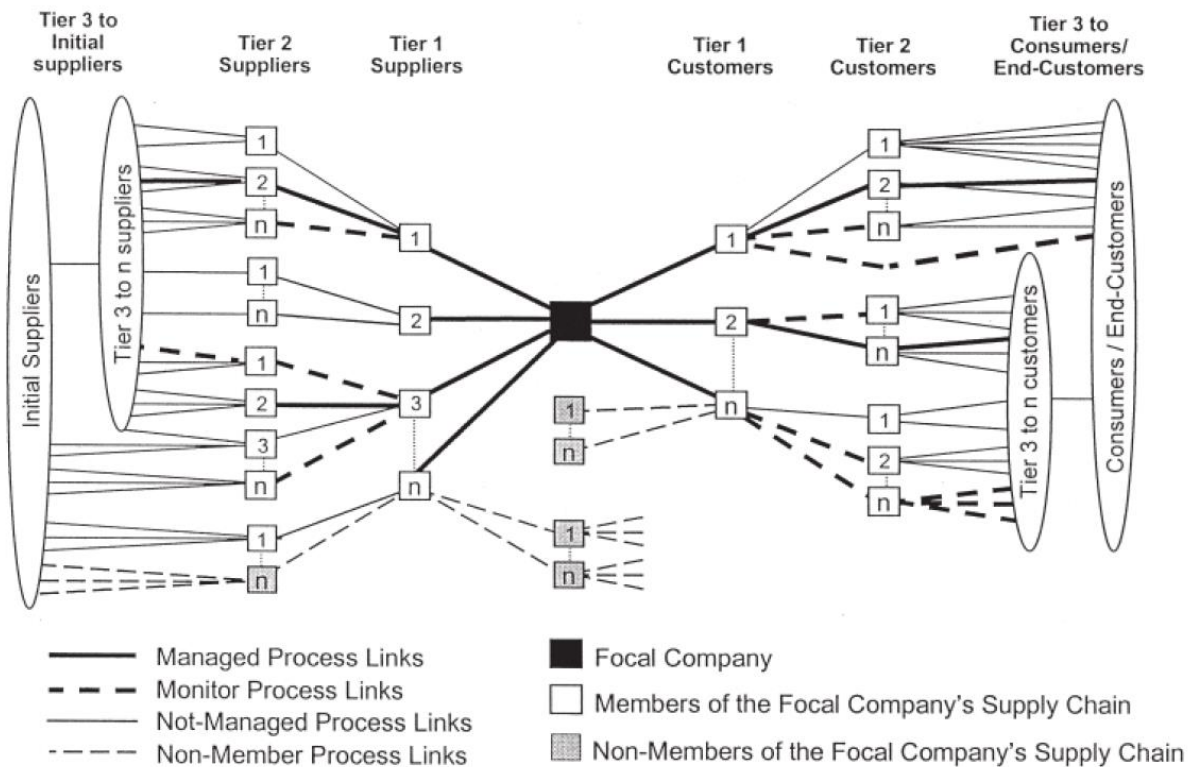 Tier 3 to
Initial
suppliers
Tier 2
Suppliers
Tier 1
Suppliers
Tier 1
Customers
Tier 2
Customers
Tier 3 to
Consumers/
End-Customers
Initial Suppliers
Tier 3 to n suppliers
1
2
n
1
n
1
2
3
n
1
n
1
2
3
n
1
n
1
n
1
2
n
1
2
n
1
n
1
2
n
Tier 3 to n customers
Consumers / End-Customers
Managed Process Links
Monitor Process Links
Not-Managed Process Links
Non-Member Process Links
Focal Company
Members of the Focal Company's Supply Chain
Non-Members of the Focal Company's Supply Chain